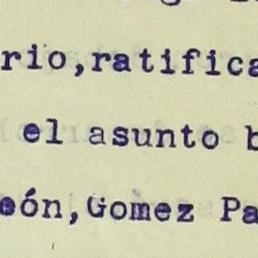 rio,ratifica
el asunto b
eón,Gomez Pa